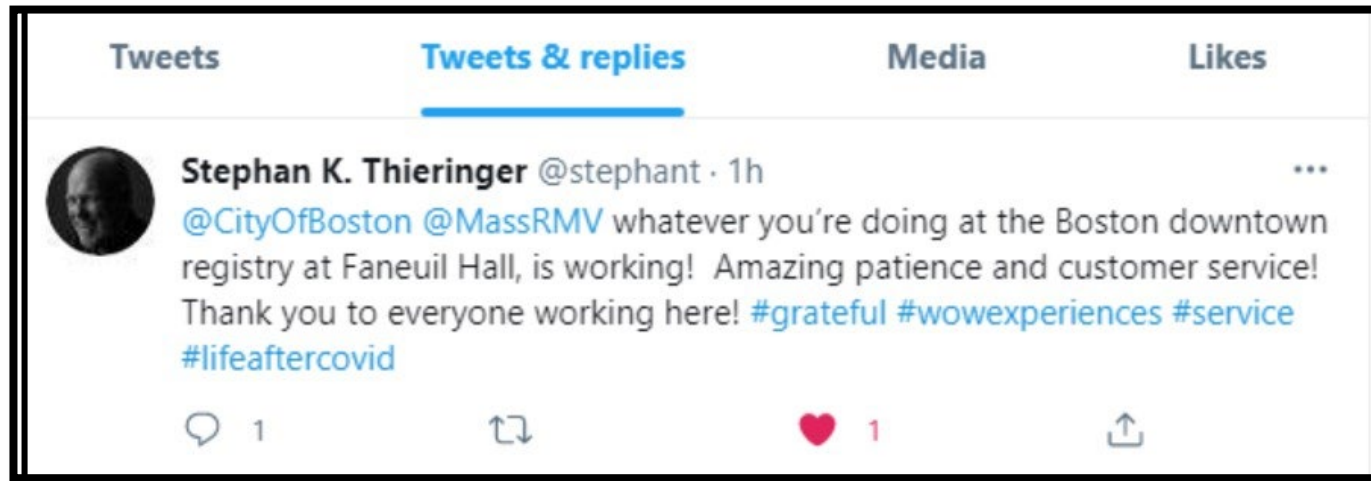 Tweets Tweets & replies Media Likes
Stephan K. Thieringer @stephant · 1h
@CityOfBoston @MassRMV whatever you're doing at the Boston downtown
registry at Faneuil Hall, is working!  Amazing patience and customer service!
Thank you to everyone working here! #grateful #wowexperiences #service
#lifeaftercovid
1 1